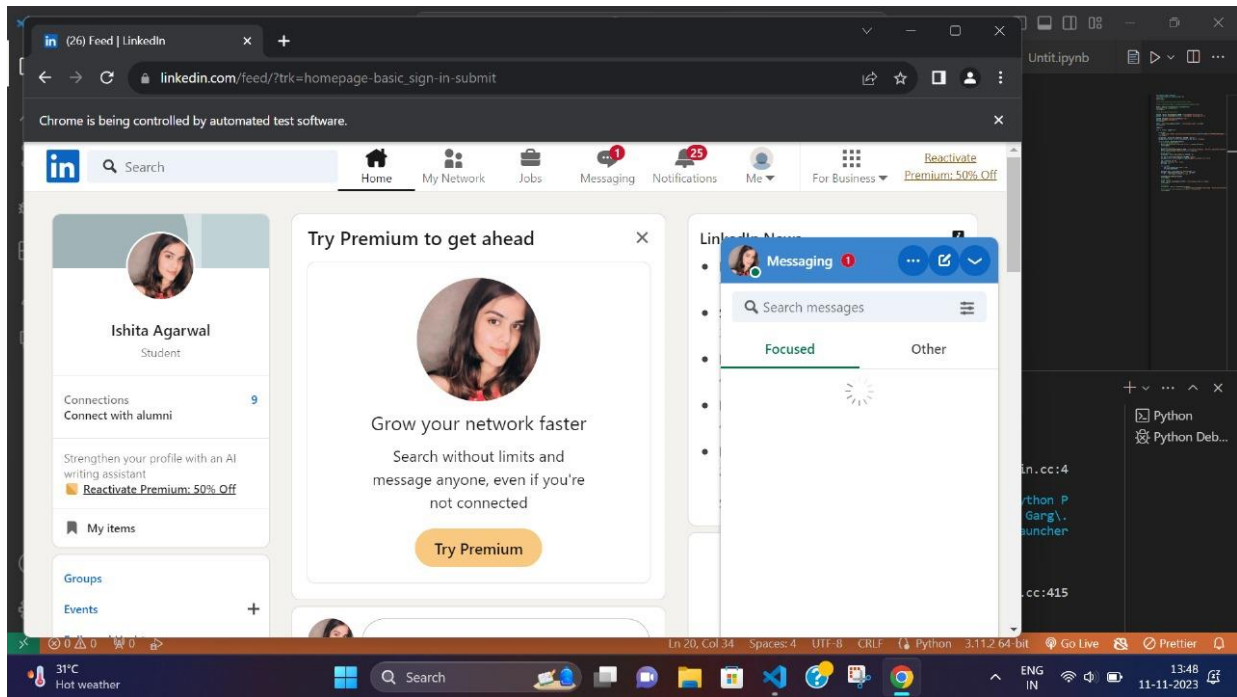 (26) Feed | LinkedIn
Untit.ipynb
linkedin.com/feed/?trk=homepage-basic_sign-in-submit
Chrome is being controlled by automated test software.
in
Search
Home
My Network
Jobs
1
Messaging
25
Notifications
Me
For Business
Reactivate
Premium: 50% Off
Ishita Agarwal
Student
Connections 9
Connect with alumni
Strengthen your profile with an AI
writing assistant
Reactivate Premium: 50% Off
My items
Groups
Events
Try Premium to get ahead
Grow your network faster
Search without limits and
message anyone, even if you're
not connected
Try Premium
Messaging 1
Search messages
Focused Other
Python
Python Deb...
in.cc:4
ython P
Garg\.
auncher
.cc:415
0 0 0
Ln 20, Col 34 Spaces: 4 UTF-8 CRLF Python 3.11.2 64-bit Go Live Prettier
31°C
Hot weather
Search
ENG
IN
13:48
11-11-2023